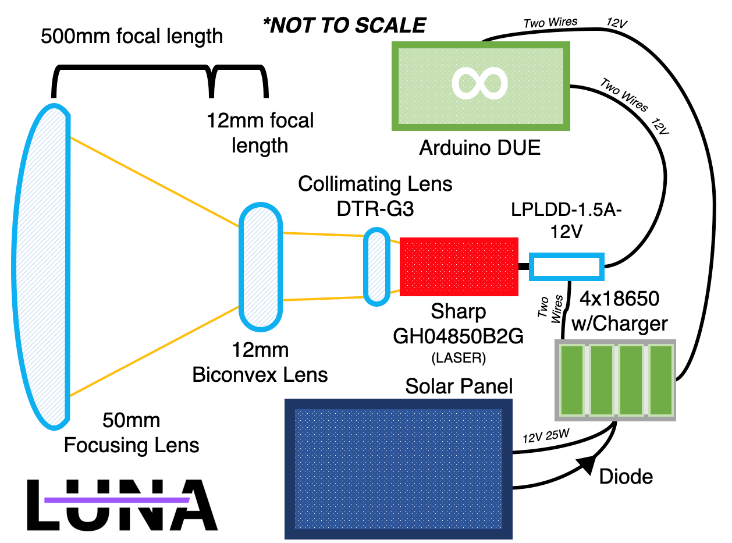 *NOT TO SCALE
500mm focal length
12mm focal
length
Two Wires
12V
Two Wires
12V
Arduino DUE
Collimating Lens
DTR-G3
LPLDD-1.5A-
12V
Two
Wires
4x18650
w/Charger
Sharp
GH04850B2G
(LASER)
12mm
Biconvex Lens
Solar Panel
50mm
Focusing Lens
12V 25W
Diode
LUNA